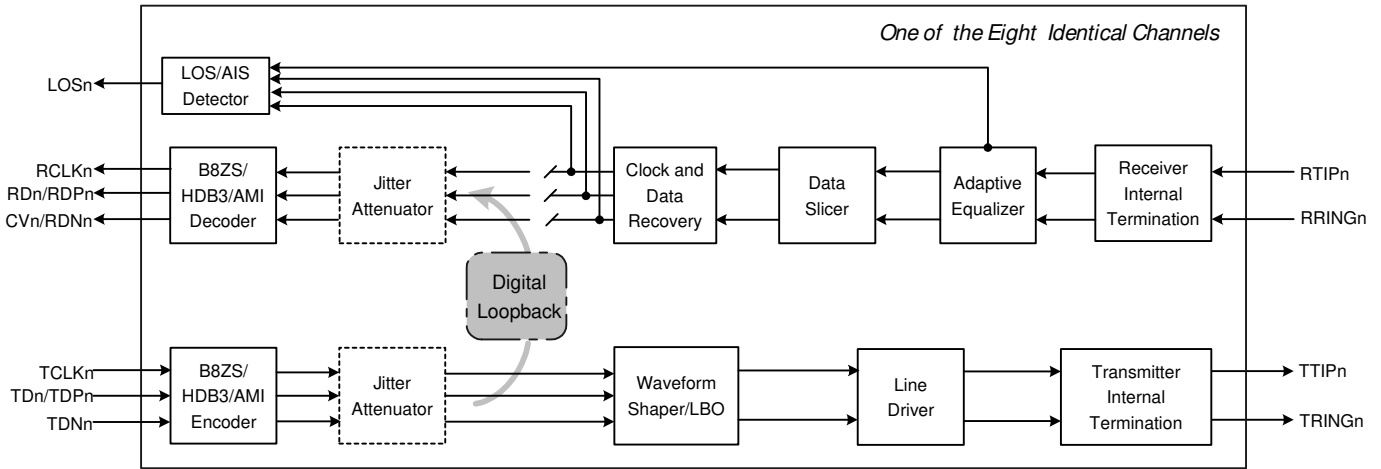 One of the Eight Identical Channels
LOSn
LOS/AIS
Detector
RCLKn
RDn/RDPn
CVn/RDNn
B8ZS/
HDB3/AMI
Decoder
Jitter
Attenuator
Clock and
Data
Recovery
Data
Slicer
Adaptive
Equalizer
Receiver
Internal
Termination
RTIPn
RRINGn
Digital
Loopback
TCLKn
TDn/TDPn
TDNn
B8ZS/
HDB3/AMI
Encoder
Jitter
Attenuator
Waveform
Shaper/LBO
Line
Driver
Transmitter
Internal
Termination
TTIPn
TRINGn